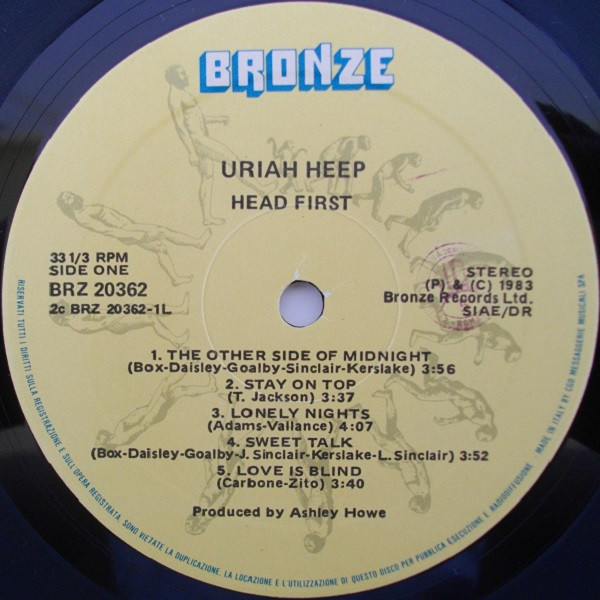 BRONZE
URIAH HEEP
HEAD FIRST
33 1/3 RPM
SIDE ONE
BRZ 20362
2c BRZ 20362-1L
STEREO
(P) & (C) 1983
Bronze Records Ltd.
SIAE/DR
1. THE OTHER SIDE OF MIDNIGHT
(Box-Daisley-Goalby-Sinclair-Kerslake) 3:56
2. STAY ON TOP
(T. Jackson) 3:37
3. LONELY NIGHTS
(Adams-Vallance) 4:07
4. SWEET TALK
(Box-Daisley-Goalby-J. Sinclair-Kerslake-L. Sinclair) 3:52
5. LOVE IS BLIND
(Carbone-Zito) 3:40
Produced by Ashley Howe
RISERVATI TUTTI I DIRITTI SULLA REGISTRAZIONE E SULL'OPERA REGISTRATA. SONO VIETATE LA DUPLICAZIONE, LA LOCAZIONE E L'UTILIZZAZIONE DI QUESTO DISCO PER PUBBLICA ESECUZIONE E RADIODIFFUSIONE. MADE IN ITALY BY CGD MESSAGGERIE MUSICALI SPA